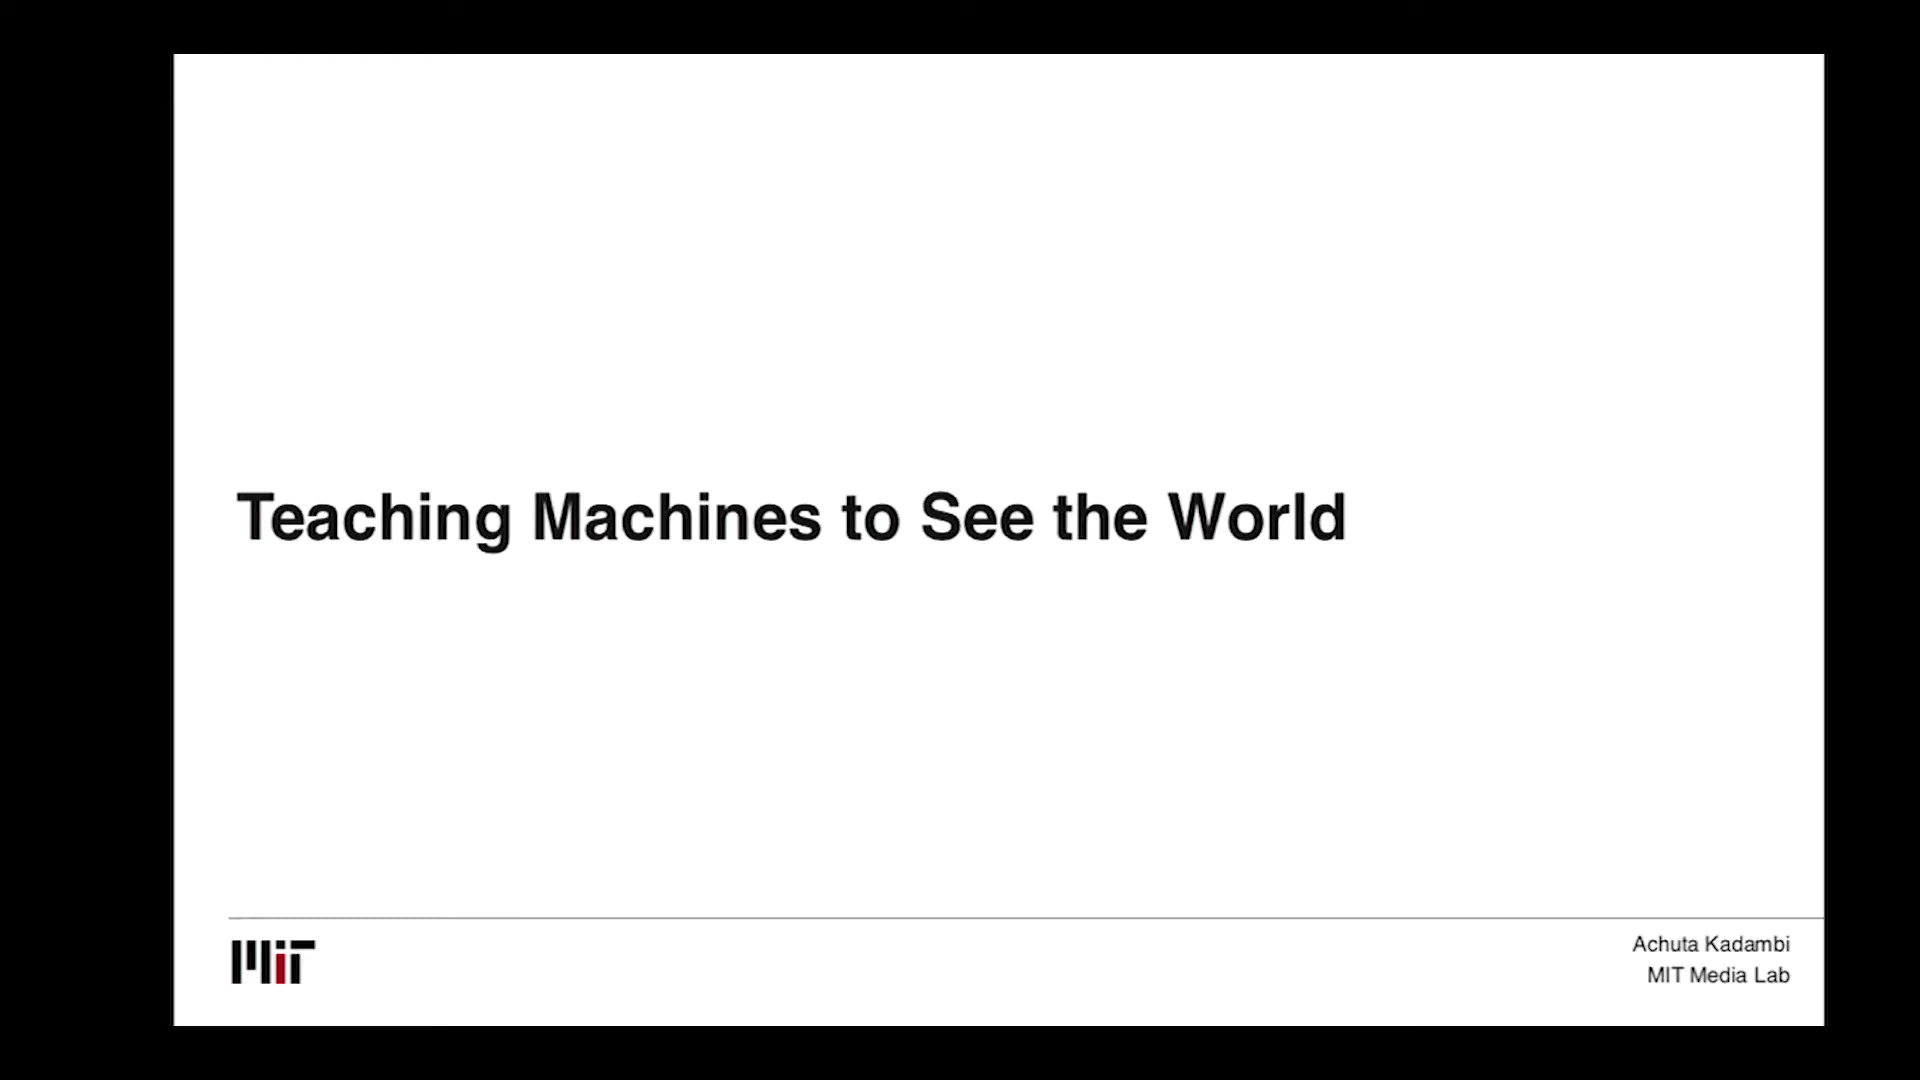 Teaching Machines to See the World
MIT
Achuta Kadambi
MIT Media Lab